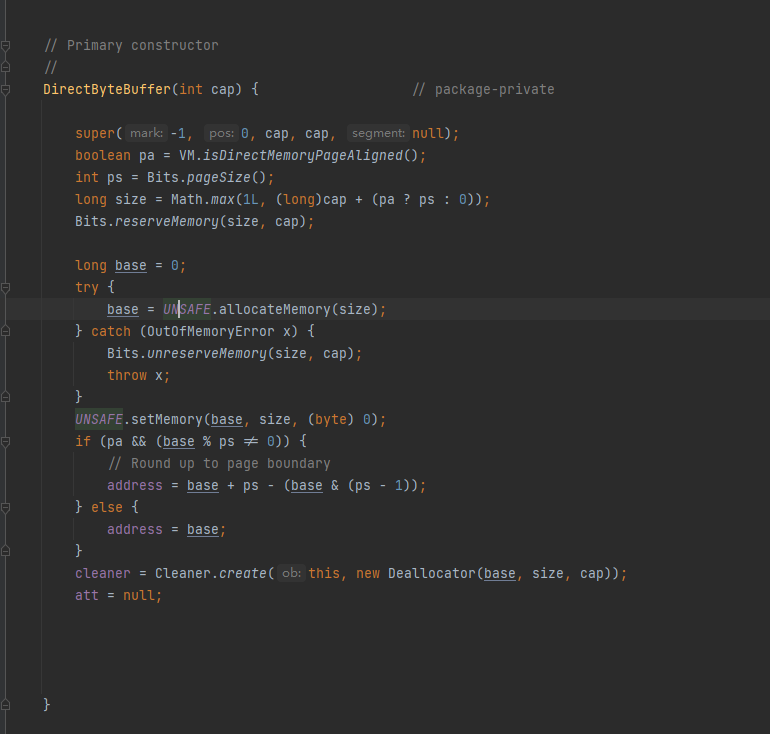 // Primary constructor
//
DirectByteBuffer(int cap) {                   // package-private
super( mark: -1, pos: 0, cap, cap, segment: null);
boolean pa = VM.isDirectMemoryPageAligned();
int ps = Bits.pageSize();
long size = Math.max(1L, (long)cap + (pa ? ps : 0));
Bits.reserveMemory(size, cap);
long base = 0;
try {
base = UNSAFE.allocateMemory(size);
} catch (OutOfMemoryError x) {
Bits.unreserveMemory(size, cap);
throw x;
}
UNSAFE.setMemory(base, size, (byte) 0);
if (pa && (base % ps != 0)) {
// Round up to page boundary
address = base + ps - (base & (ps - 1));
} else {
address = base;
}
cleaner = Cleaner.create( ob: this, new Deallocator(base, size, cap));
att = null;
}